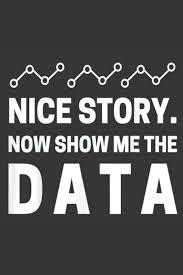 NICE STORY.
NOW SHOW ME THE
DATA